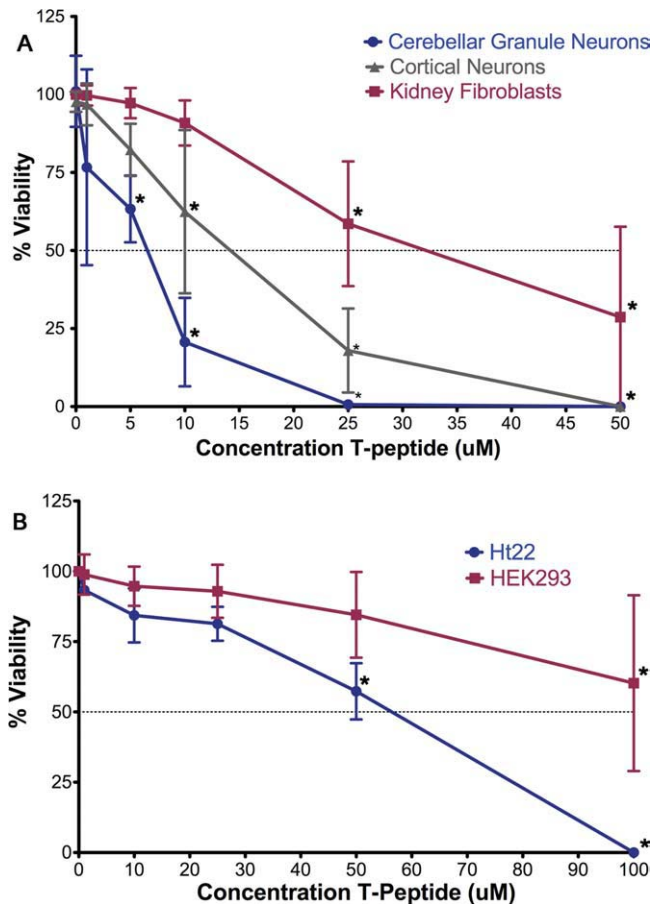 A
Cerebellar Granule Neurons
Cortical Neurons
Kidney Fibroblasts
% Viability
125
100
75
50
25
0
* * * * * * * *
0 5 10 15 20 25 30 35 40 45 50
Concentration T-peptide (uM)
B
Ht22
HEK293
% Viability
125
100
75
50
25
0
* * *
0 10 20 30 40 50 60 70 80 90 100
Concentration T-Peptide (uM)